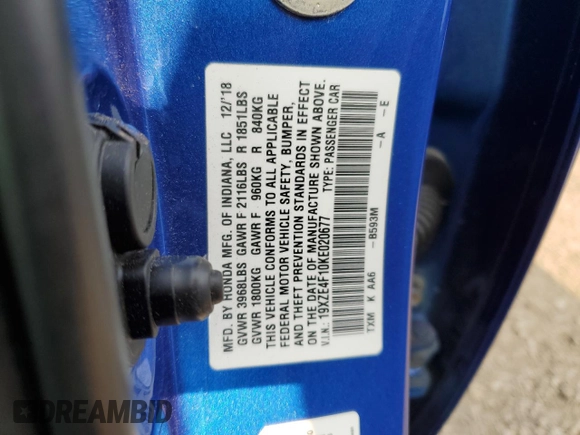 MFD. BY HONDA MFG. OF INDIANA, LLC 12/'18
GVWR 3968LBS GAWR F 2116LBS R 1851LBS
GVWR 1800KG GAWR F 960KG R 840KG
THIS VEHICLE CONFORMS TO ALL APPLICABLE
FEDERAL MOTOR VEHICLE SAFETY, BUMPER,
AND THEFT PREVENTION STANDARDS IN EFFECT
ON THE DATE OF MANUFACTURE SHOWN ABOVE.
V.I.N.: 19XZE4F10KE020677 TYPE: PASSENGER CAR
TXM K AA6 -B593M -A -E
DREAMBID